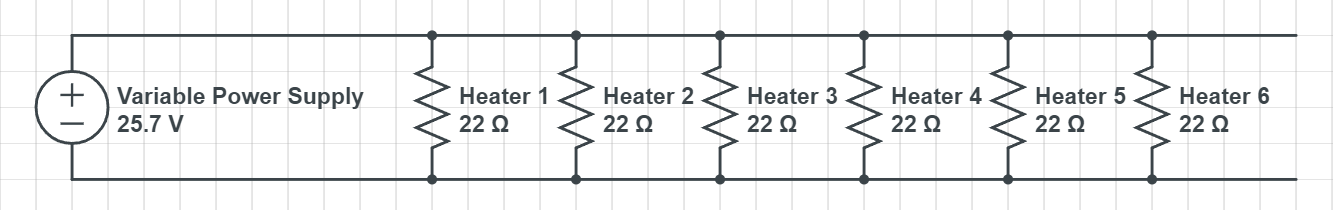 Variable Power Supply
25.7 V
Heater 1
22 Ω
Heater 2
22 Ω
Heater 3
22 Ω
Heater 4
22 Ω
Heater 5
22 Ω
Heater 6
22 Ω